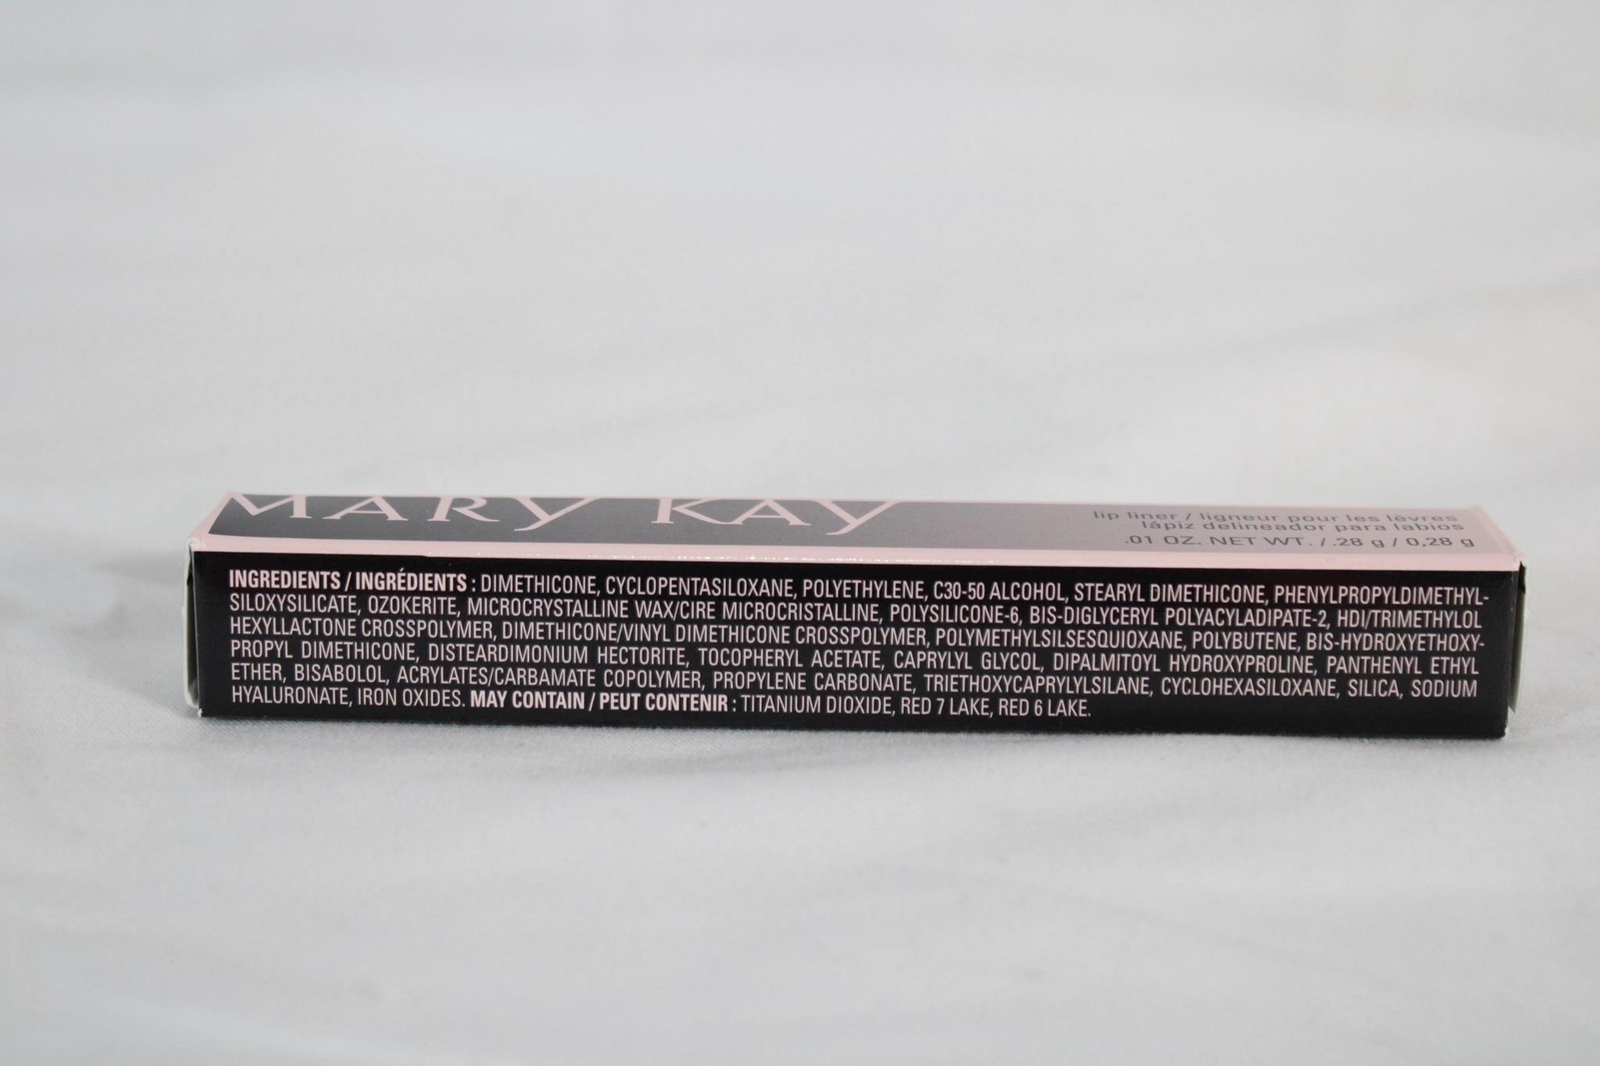 MARY KAY
lip liner / ligneur pour les lèvres
lápiz delineador para labios
.01 OZ. NET WT. / .28 g / 0,28 g
INGREDIENTS / INGRÉDIENTS : DIMETHICONE, CYCLOPENTASILOXANE, POLYETHYLENE, C30-50 ALCOHOL, STEARYL DIMETHICONE, PHENYLPROPYLDIMETHYL-
SILOXYSILICATE, OZOKERITE, MICROCRYSTALLINE WAX/CIRE MICROCRISTALLINE, POLYSILICONE-6, BIS-DIGLYCERYL POLYACYLADIPATE-2, HDI/TRIMETHYLOL
HEXYLLACTONE CROSSPOLYMER, DIMETHICONE/VINYL DIMETHICONE CROSSPOLYMER, POLYMETHYLSILSESQUIOXANE, POLYBUTENE, BIS-HYDROXYETHOXY-
PROPYL DIMETHICONE, DISTEARDIMONIUM HECTORITE, TOCOPHERYL ACETATE, CAPRYLYL GLYCOL, DIPALMITOYL HYDROXYPROLINE, PANTHENYL ETHYL
ETHER, BISABOLOL, ACRYLATES/CARBAMATE COPOLYMER, PROPYLENE CARBONATE, TRIETHOXYCAPRYLYLSILANE, CYCLOHEXASILOXANE, SILICA, SODIUM
HYALURONATE, IRON OXIDES. MAY CONTAIN / PEUT CONTENIR : TITANIUM DIOXIDE, RED 7 LAKE, RED 6 LAKE.